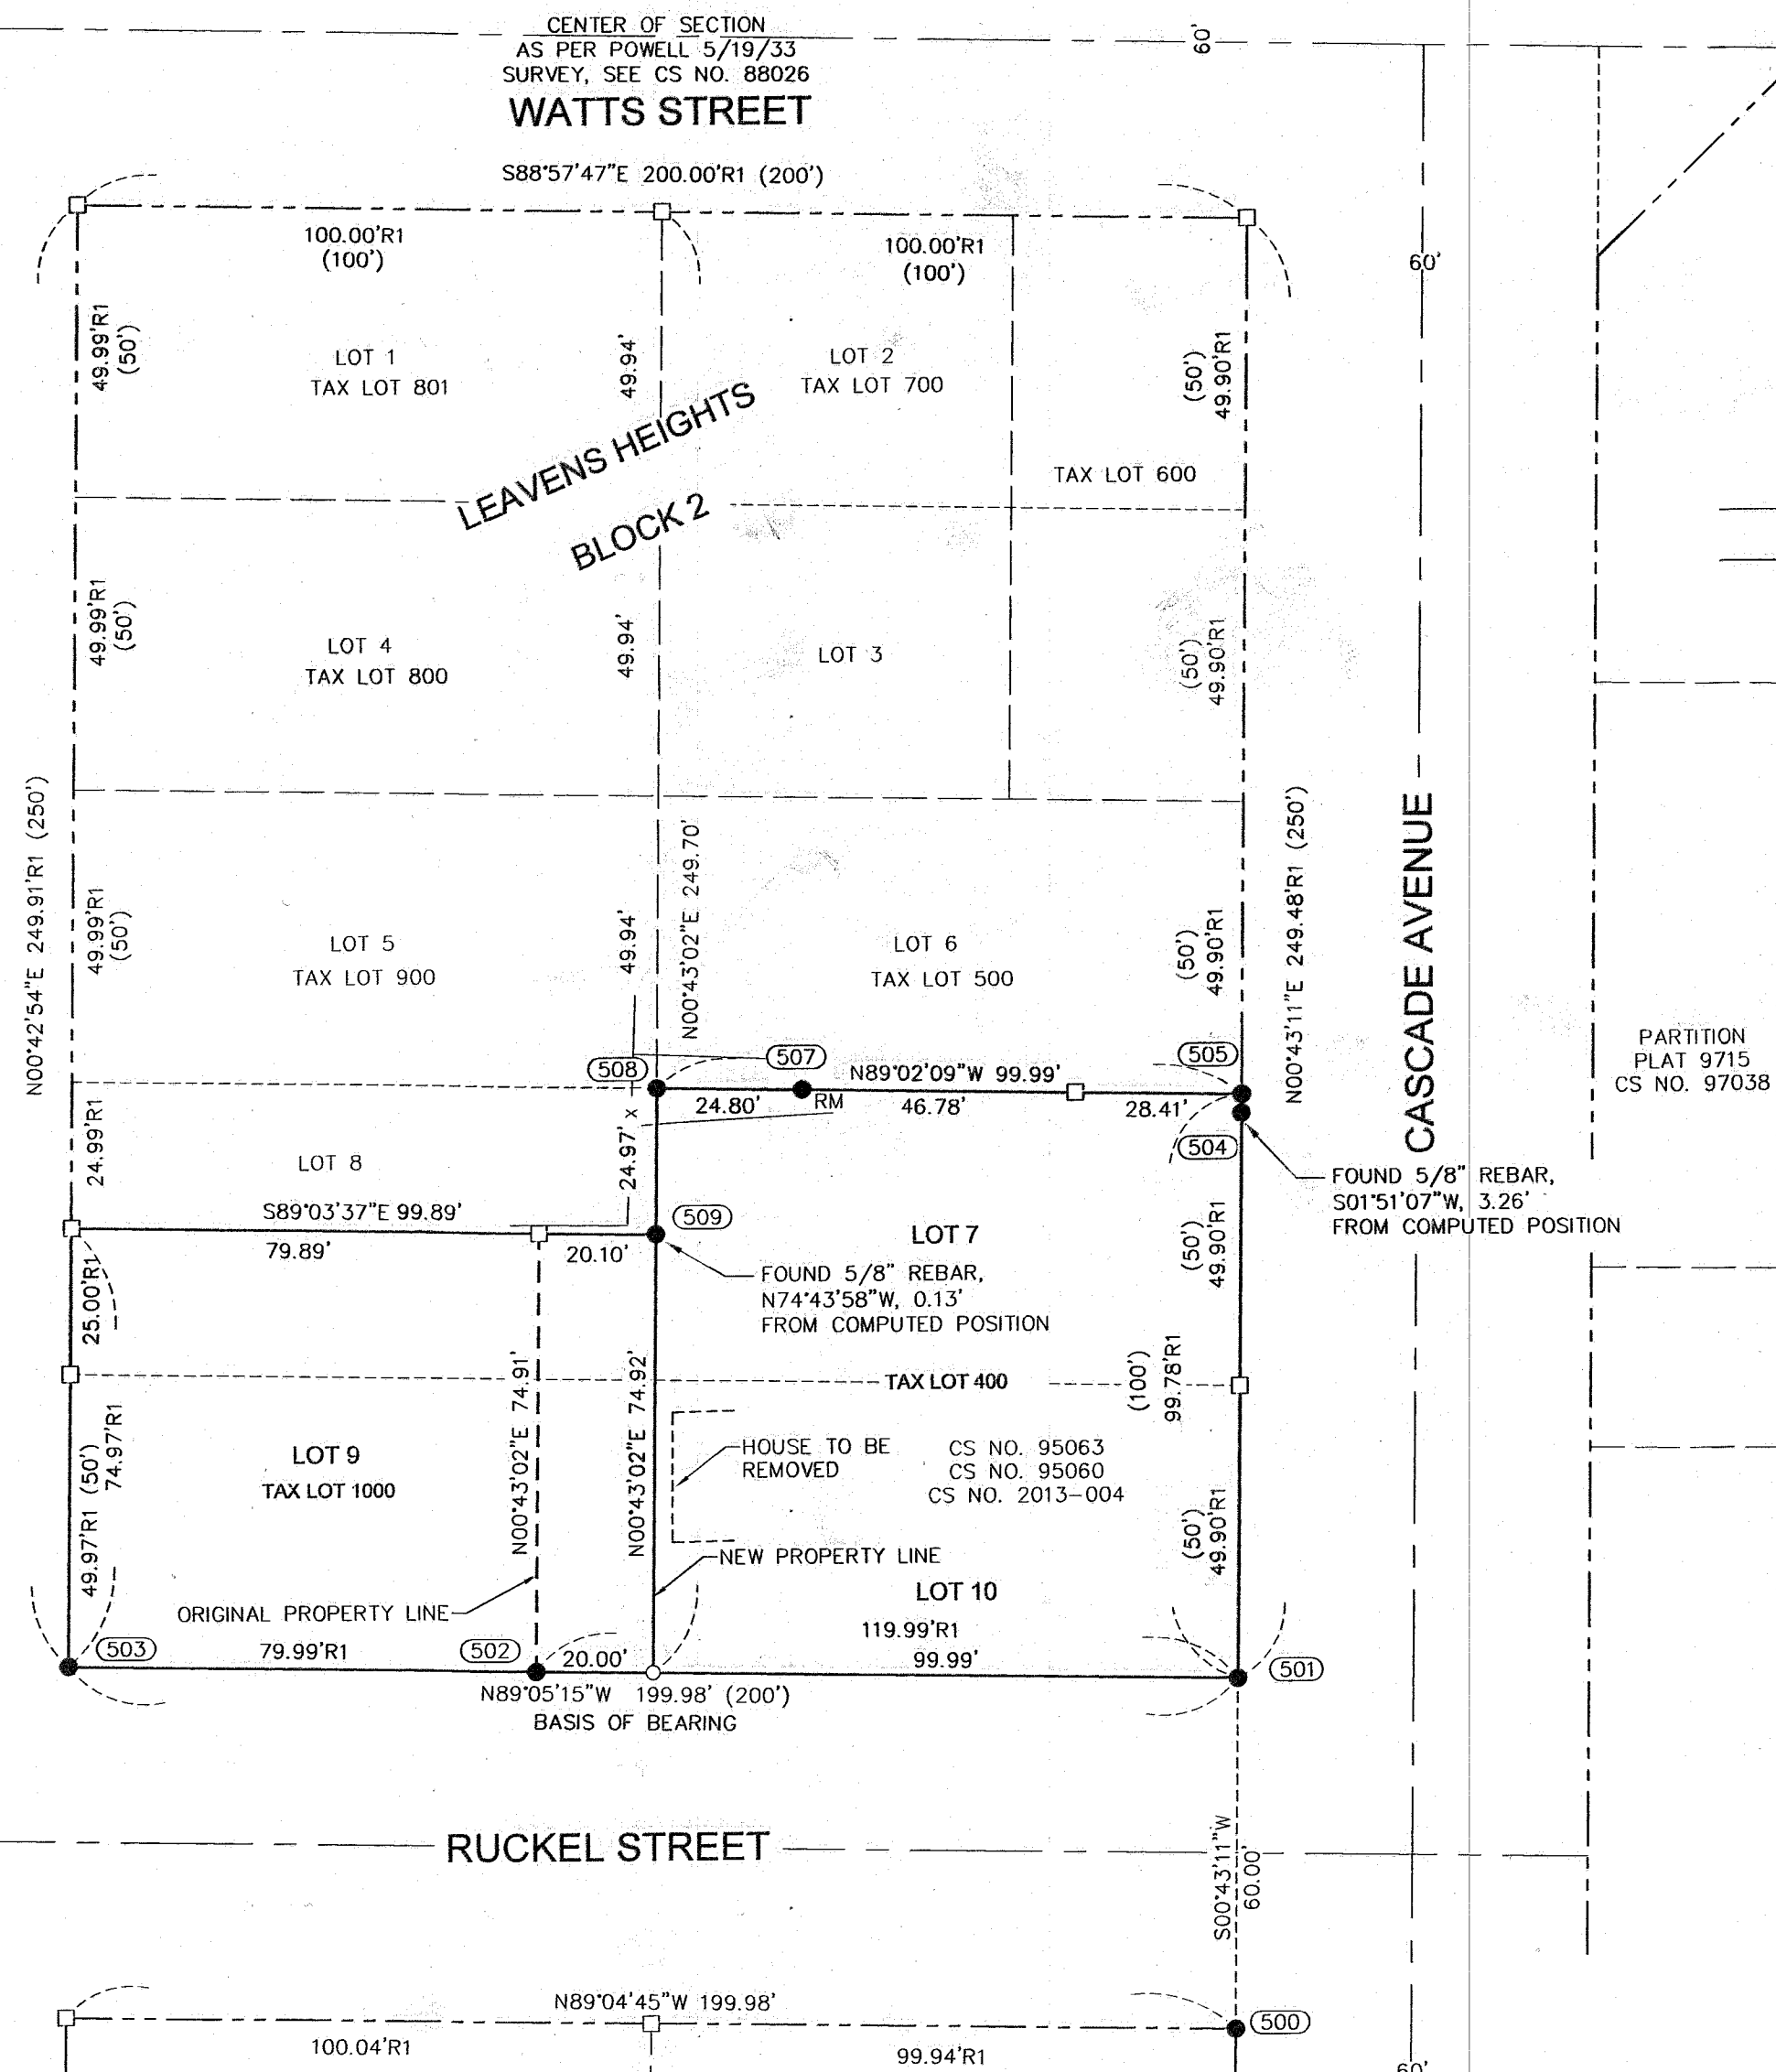 CENTER OF SECTION
AS PER POWELL 5/19/33
SURVEY, SEE CS NO. 88026
WATTS STREET
60'
S88°57'47"E 200.00'R1 (200')
100.00'R1
(100')
100.00'R1
(100')
60'
49.99'R1
(50')
LOT 1
TAX LOT 801
49.94'
LOT 2
TAX LOT 700
(50')
49.90'R1
LEAVENS HEIGHTS
BLOCK 2
TAX LOT 600
49.99'R1
(50')
LOT 4
TAX LOT 800
49.94'
LOT 3
(50')
49.90'R1
N00°42'54"E 249.91'R1 (250')
49.99'R1
(50')
LOT 5
TAX LOT 900
49.94'
N00°43'02"E 249.70'
LOT 6
TAX LOT 500
(50')
49.90'R1
N00°43'11"E 249.48'R1 (250')
CASCADE AVENUE
PARTITION
PLAT 9715
CS NO. 97038
508
507
505
N89°02'09"W 99.99'
24.80'
RM
46.78'
28.41'
504
24.99'R1
LOT 8
24.97' x
FOUND 5/8" REBAR,
S01°51'07"W, 3.26'
FROM COMPUTED POSITION
S89°03'37"E 99.89'
79.89'
20.10'
509
LOT 7
FOUND 5/8" REBAR,
N74°43'58"W, 0.13'
FROM COMPUTED POSITION
(50')
49.90'R1
25.00'R1
TAX LOT 400
(100')
99.78'R1
49.97'R1 (50')
74.97'R1
LOT 9
TAX LOT 1000
N00°43'02"E 74.91'
N00°43'02"E 74.92'
HOUSE TO BE
REMOVED
CS NO. 95063
CS NO. 95060
CS NO. 2013-004
(50')
49.90'R1
NEW PROPERTY LINE
ORIGINAL PROPERTY LINE
LOT 10
503
79.99'R1
502
20.00'
119.99'R1
99.99'
501
N89°05'15"W 199.98' (200')
BASIS OF BEARING
RUCKEL STREET
S00°43'11"W
60.00'
N89°04'45"W 199.98'
500
100.04'R1
99.94'R1
60'